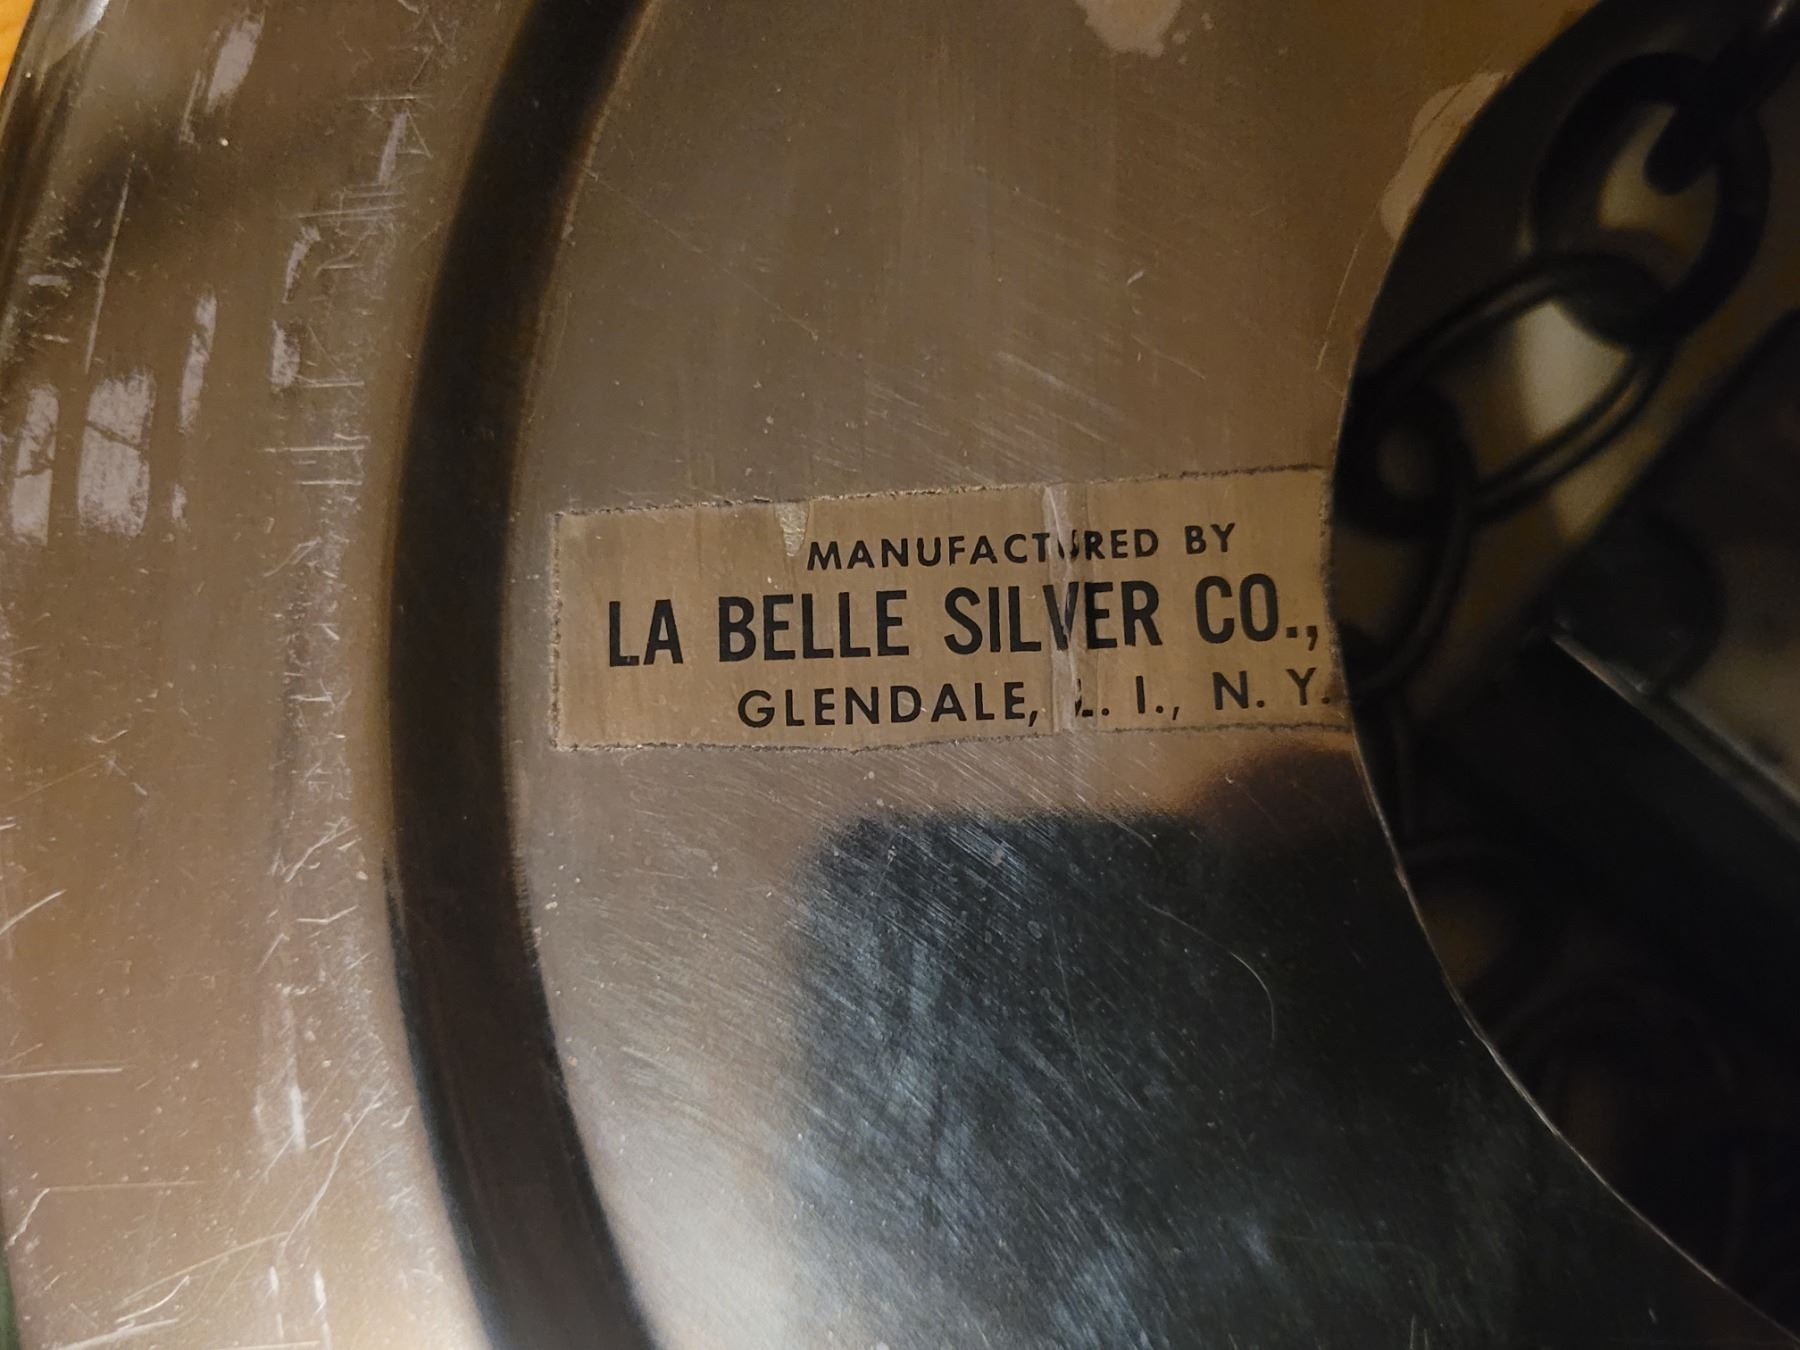 MANUFACTURED BY
LA BELLE SILVER CO.,
GLENDALE, L. I., N. Y.